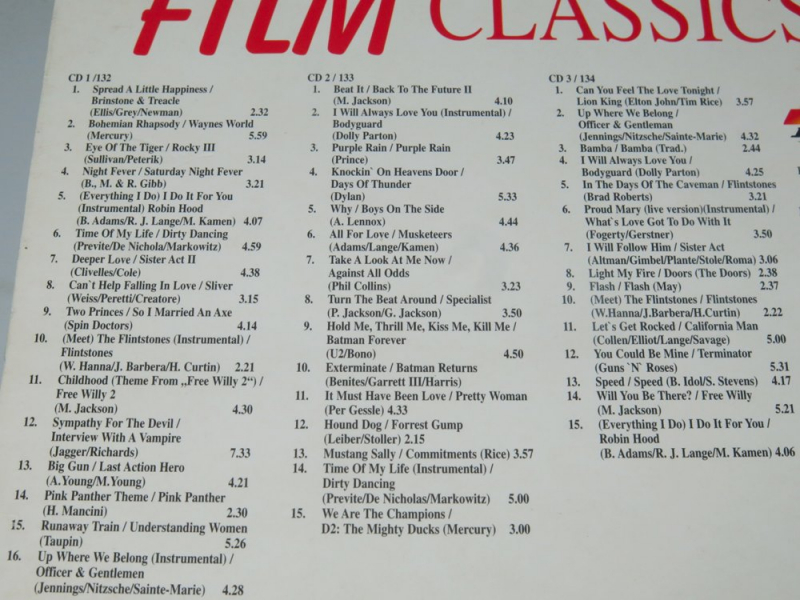 FILM CLASSICS
CD 1 /132
1. Spread A Little Happiness /
Brinstone & Treacle
(Ellis/Grey/Newman) 2.32
2. Bohemian Rhapsody / Waynes World
(Mercury) 5.59
3. Eye Of The Tiger / Rocky III
(Sullivan/Peterik) 3.14
4. Night Fever / Saturday Night Fever
(B., M. & R. Gibb) 3.21
5. (Everything I Do) I Do It For You
(Instrumental) Robin Hood
(B. Adams/R. J. Lange/M. Kamen) 4.07
6. Time Of My Life / Dirty Dancing
(Previte/De Nichola/Markowitz) 4.59
7. Deeper Love / Sister Act II
(Clivelles/Cole) 4.38
8. Can`t Help Falling In Love / Sliver
(Weiss/Peretti/Creatore) 3.15
9. Two Princes / So I Married An Axe
(Spin Doctors) 4.14
10. (Meet) The Flintstones (Instrumental) /
Flintstones
(W. Hanna/J. Barbera/H. Curtin) 2.21
11. Childhood (Theme From „Free Willy 2“) /
Free Willy 2
(M. Jackson) 4.30
12. Sympathy For The Devil /
Interview With A Vampire
(Jagger/Richards) 7.33
13. Big Gun / Last Action Hero
(A.Young/M.Young) 4.21
14. Pink Panther Theme / Pink Panther
(H. Mancini) 2.30
15. Runaway Train / Understanding Women
(Taupin) 5.26
16. Up Where We Belong (Instrumental) /
Officer & Gentlemen
(Jennings/Nitzsche/Sainte-Marie) 4.28
CD 2 / 133
1. Beat It / Back To The Future II
(M. Jackson) 4.10
2. I Will Always Love You (Instrumental) /
Bodyguard
(Dolly Parton) 4.23
3. Purple Rain / Purple Rain
(Prince) 3.47
4. Knockin` On Heavens Door /
Days Of Thunder
(Dylan) 5.33
5. Why / Boys On The Side
(A. Lennox) 4.44
6. All For Love / Musketeers
(Adams/Lange/Kamen) 4.36
7. Take A Look At Me Now /
Against All Odds
(Phil Collins) 3.23
8. Turn The Beat Around / Specialist
(P. Jackson/G. Jackson) 3.50
9. Hold Me, Thrill Me, Kiss Me, Kill Me /
Batman Forever
(U2/Bono) 4.50
10. Exterminate / Batman Returns
(Benites/Garrett III/Harris)
11. It Must Have Been Love / Pretty Woman
(Per Gessle) 4.33
12. Hound Dog / Forrest Gump
(Leiber/Stoller) 2.15
13. Mustang Sally / Commitments (Rice) 3.57
14. Time Of My Life (Instrumental) /
Dirty Dancing
(Previte/De Nicholas/Markowitz) 5.00
15. We Are The Champions /
D2: The Mighty Ducks (Mercury) 3.00
CD 3 / 134
1. Can You Feel The Love Tonight /
Lion King (Elton John/Tim Rice) 3.57
2. Up Where We Belong /
Officer & Gentleman
(Jennings/Nitzsche/Sainte-Marie) 4.32
3. Bamba / Bamba (Trad.) 2.44
4. I Will Always Love You /
Bodyguard (Dolly Parton) 4.25
5. In The Days Of The Caveman / Flintstones
(Brad Roberts) 3.21
6. Proud Mary (live version)(Instrumental) /
What`s Love Got To Do With It
(Fogerty/Gerstner) 3.50
7. I Will Follow Him / Sister Act
(Altman/Gimbel/Plante/Stole/Roma) 3.06
8. Light My Fire / Doors (The Doors) 2.38
9. Flash / Flash (May) 2.37
10. (Meet) The Flintstones / Flintstones
(W.Hanna/J.Barbera/H.Curtin) 2.22
11. Let`s Get Rocked / California Man
(Collen/Elliot/Lange/Savage) 5.00
12. You Could Be Mine / Terminator
(Guns `N` Roses) 5.31
13. Speed / Speed (B. Idol/S. Stevens) 4.17
14. Will You Be There? / Free Willy
(M. Jackson) 5.21
15. (Everything I Do) I Do It For You /
Robin Hood
(B. Adams/R. J. Lange/M. Kamen) 4.06